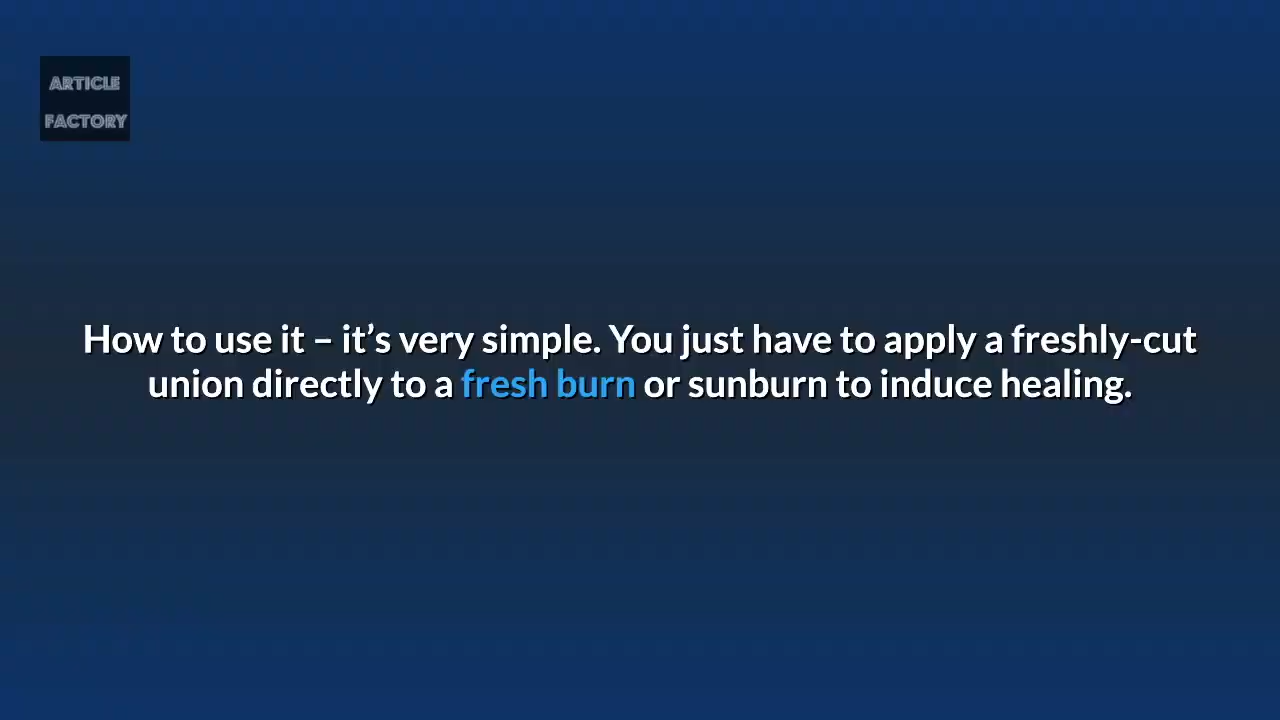 ARTICLE
FACTORY
How to use it – it’s very simple. You just have to apply a freshly-cut
union directly to a fresh burn or sunburn to induce healing.